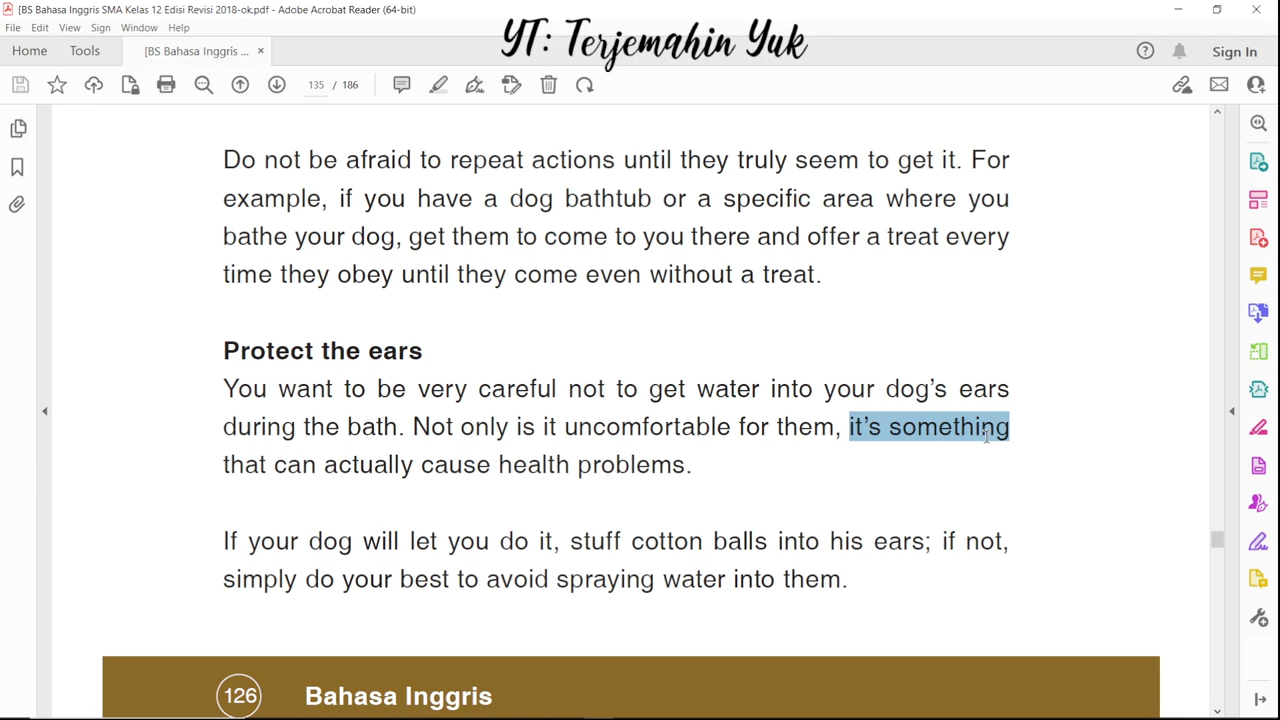 [BS Bahasa Inggris SMA Kelas 12 Edisi Revisi 2018-ok.pdf - Adobe Acrobat Reader (64-bit)
File Edit View Sign Window Help
YT: Terjemahin Yuk
Home Tools [BS Bahasa Inggris ... × Sign In
135 / 186
Do not be afraid to repeat actions until they truly seem to get it. For
example, if you have a dog bathtub or a specific area where you
bathe your dog, get them to come to you there and offer a treat every
time they obey until they come even without a treat.
Protect the ears
You want to be very careful not to get water into your dog’s ears
during the bath. Not only is it uncomfortable for them, it’s something
that can actually cause health problems.
If your dog will let you do it, stuff cotton balls into his ears; if not,
simply do your best to avoid spraying water into them.
126 Bahasa Inggris